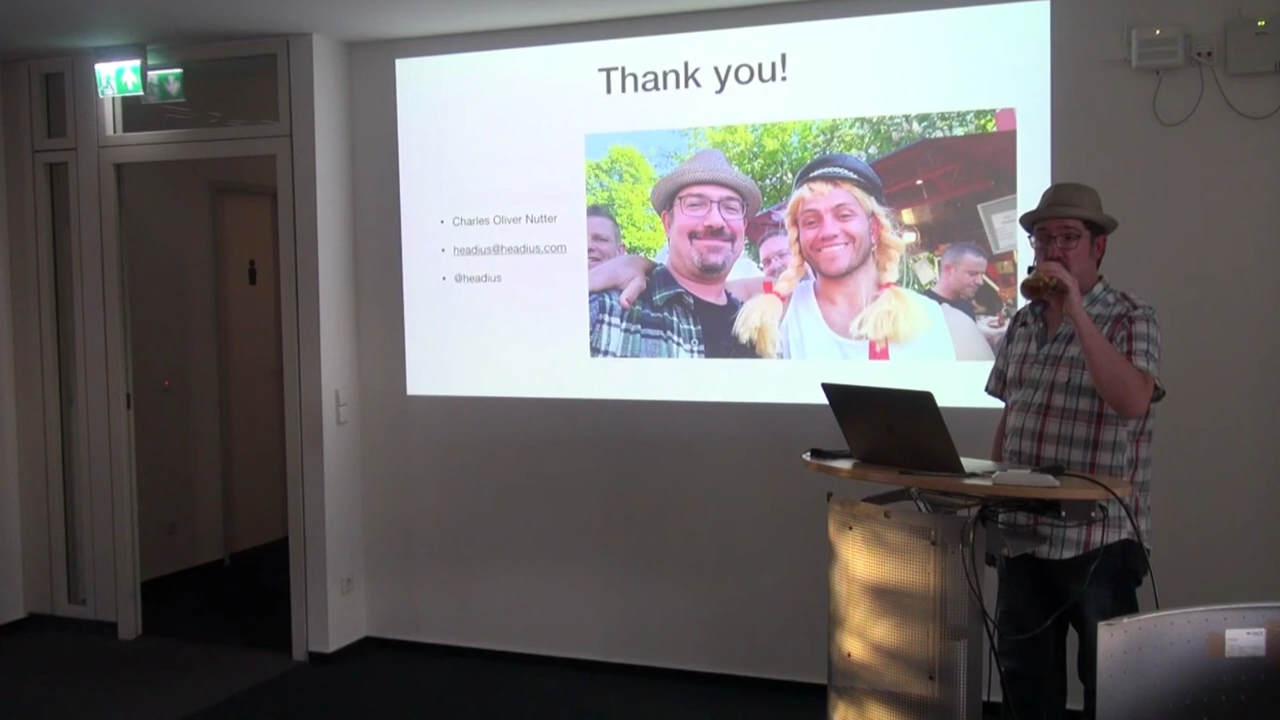 Thank you!
• Charles Oliver Nutter
• headius@headius.com
• @headius